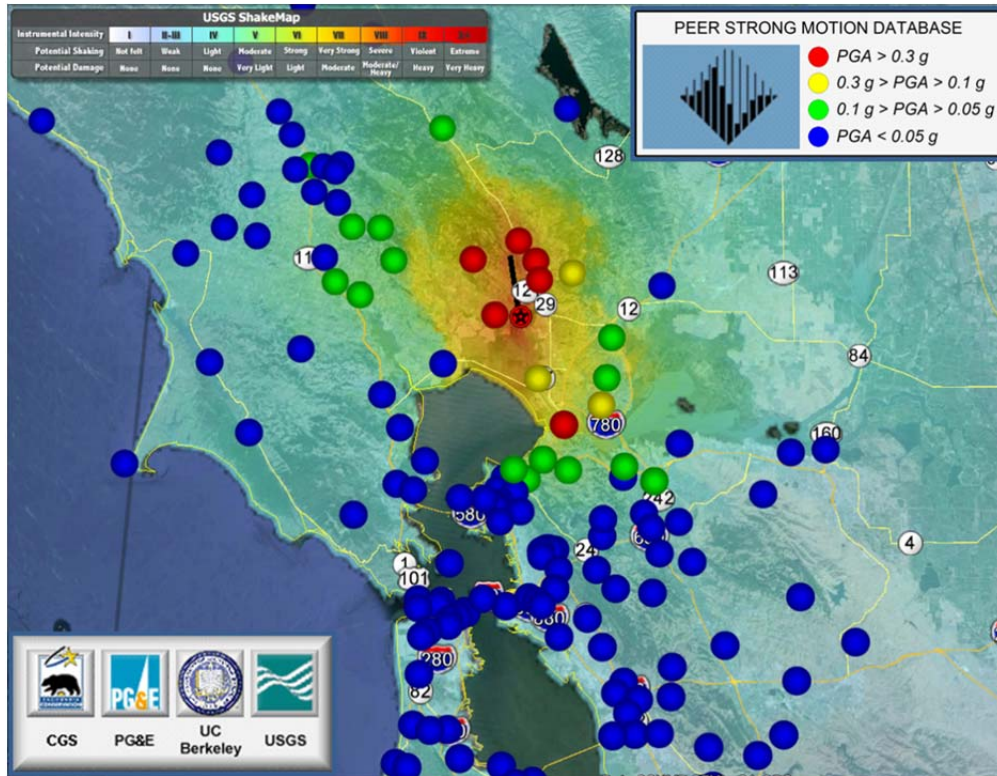 USGS ShakeMap
Instrumental Intensity I II-III IV V VI VII VIII IX
Potential Shaking Not felt Weak Light Moderate Strong Very Strong Severe Violent Extreme
Potential Damage None None None Very Light Light Moderate Moderate/Heavy Heavy Very Heavy
PEER STRONG MOTION DATABASE
PGA > 0.3 g
0.3 g > PGA > 0.1 g
0.1 g > PGA > 0.05 g
PGA < 0.05 g
128
113
12
29
12
84
780
160
242
580
24
4
1
101
280
82
CGS
PG&E
PG&E
UC
Berkeley
USGS